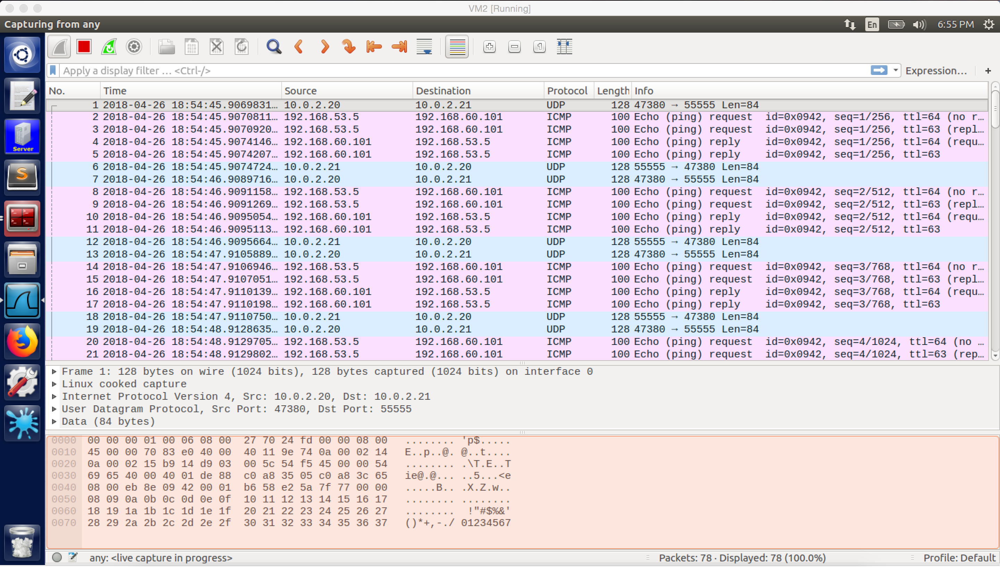 VM2 [Running]
Capturing from any
En
6:55 PM
Apply a display filter … <Ctrl-/>
Expression…
+
No. Time Source Destination Protocol Length Info
1 2018-04-26 18:54:45.9069831… 10.0.2.20 10.0.2.21 UDP 128 47380 → 55555 Len=84
2 2018-04-26 18:54:45.9070811… 192.168.53.5 192.168.60.101 ICMP 100 Echo (ping) request id=0x0942, seq=1/256, ttl=64 (no r…
3 2018-04-26 18:54:45.9070920… 192.168.53.5 192.168.60.101 ICMP 100 Echo (ping) request id=0x0942, seq=1/256, ttl=63 (repl…
4 2018-04-26 18:54:45.9074146… 192.168.60.101 192.168.53.5 ICMP 100 Echo (ping) reply id=0x0942, seq=1/256, ttl=64 (requ…
5 2018-04-26 18:54:45.9074207… 192.168.60.101 192.168.53.5 ICMP 100 Echo (ping) reply id=0x0942, seq=1/256, ttl=63
6 2018-04-26 18:54:45.9074724… 10.0.2.21 10.0.2.20 UDP 128 55555 → 47380 Len=84
7 2018-04-26 18:54:46.9089716… 10.0.2.20 10.0.2.21 UDP 128 47380 → 55555 Len=84
8 2018-04-26 18:54:46.9091158… 192.168.53.5 192.168.60.101 ICMP 100 Echo (ping) request id=0x0942, seq=2/512, ttl=64 (no r…
9 2018-04-26 18:54:46.9091269… 192.168.53.5 192.168.60.101 ICMP 100 Echo (ping) request id=0x0942, seq=2/512, ttl=63 (repl…
10 2018-04-26 18:54:46.9095054… 192.168.60.101 192.168.53.5 ICMP 100 Echo (ping) reply id=0x0942, seq=2/512, ttl=64 (requ…
11 2018-04-26 18:54:46.9095113… 192.168.60.101 192.168.53.5 ICMP 100 Echo (ping) reply id=0x0942, seq=2/512, ttl=63
12 2018-04-26 18:54:46.9095664… 10.0.2.21 10.0.2.20 UDP 128 55555 → 47380 Len=84
13 2018-04-26 18:54:47.9105889… 10.0.2.20 10.0.2.21 UDP 128 47380 → 55555 Len=84
14 2018-04-26 18:54:47.9106946… 192.168.53.5 192.168.60.101 ICMP 100 Echo (ping) request id=0x0942, seq=3/768, ttl=64 (no r…
15 2018-04-26 18:54:47.9107051… 192.168.53.5 192.168.60.101 ICMP 100 Echo (ping) request id=0x0942, seq=3/768, ttl=63 (repl…
16 2018-04-26 18:54:47.9110139… 192.168.60.101 192.168.53.5 ICMP 100 Echo (ping) reply id=0x0942, seq=3/768, ttl=64 (requ…
17 2018-04-26 18:54:47.9110198… 192.168.60.101 192.168.53.5 ICMP 100 Echo (ping) reply id=0x0942, seq=3/768, ttl=63
18 2018-04-26 18:54:47.9110750… 10.0.2.21 10.0.2.20 UDP 128 55555 → 47380 Len=84
19 2018-04-26 18:54:48.9128635… 10.0.2.20 10.0.2.21 UDP 128 47380 → 55555 Len=84
20 2018-04-26 18:54:48.9129705… 192.168.53.5 192.168.60.101 ICMP 100 Echo (ping) request id=0x0942, seq=4/1024, ttl=64 (no …
21 2018-04-26 18:54:48.9129802… 192.168.53.5 192.168.60.101 ICMP 100 Echo (ping) request id=0x0942, seq=4/1024, ttl=63 (rep…
Server
Frame 1: 128 bytes on wire (1024 bits), 128 bytes captured (1024 bits) on interface 0
Linux cooked capture
Internet Protocol Version 4, Src: 10.0.2.20, Dst: 10.0.2.21
User Datagram Protocol, Src Port: 47380, Dst Port: 55555
Data (84 bytes)
0000 00 00 00 01 00 06 08 00 27 70 24 fd 00 00 08 00 ........ 'p$.....
0010 45 00 00 70 83 e0 40 00 40 11 9e 74 0a 00 02 14 E..p..@. @..t....
0020 0a 00 02 15 b9 14 d9 03 00 5c 54 f5 45 00 00 54 ........ .\T.E..T
0030 69 65 40 00 40 01 de 88 c0 a8 35 05 c0 a8 3c 65 ie@.@... ..5...<e
0040 08 00 eb 8e 09 42 00 01 b6 58 e2 5a 7f 77 00 00 .....B.. .X.Z.w..
0050 08 09 0a 0b 0c 0d 0e 0f 10 11 12 13 14 15 16 17 ........ ........
0060 18 19 1a 1b 1c 1d 1e 1f 20 21 22 23 24 25 26 27 ........ !"#$%&'
0070 28 29 2a 2b 2c 2d 2e 2f 30 31 32 33 34 35 36 37 ()*+,-./ 01234567
any: <live capture in progress>
Packets: 78 · Displayed: 78 (100.0%)
Profile: Default